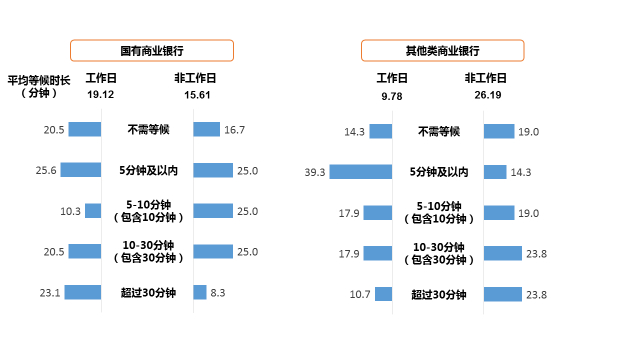 国有商业银行
其他类商业银行
平均等候时长
（分钟）
工作日
非工作日
19.12
15.61
工作日
非工作日
9.78
26.19
20.5
不需等候
16.7
14.3
不需等候
19.0
25.6
5分钟及以内
25.0
39.3
5分钟及以内
14.3
10.3
5-10分钟
（包含10分钟）
25.0
17.9
5-10分钟
（包含10分钟）
19.0
20.5
10-30分钟
（包含30分钟）
25.0
17.9
10-30分钟
（包含30分钟）
23.8
23.1
超过30分钟
8.3
10.7
超过30分钟
23.8